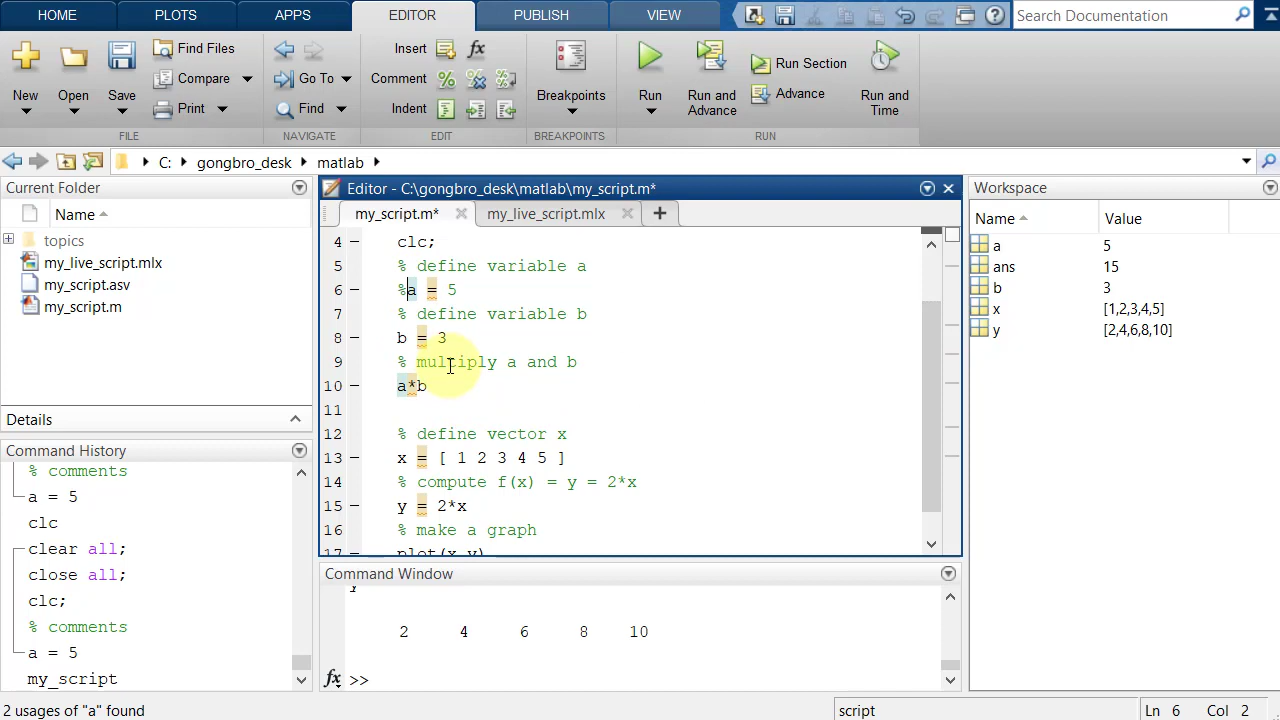 HOME
PLOTS
APPS
EDITOR
PUBLISH
VIEW
Search Documentation
New
Open
Save
Find Files
Compare
Print
FILE
Go To
Find
NAVIGATE
Insert
fx
Comment
Indent
EDIT
Breakpoints
BREAKPOINTS
Run
Run and Advance
Run Section
Advance
Run and Time
RUN
C:
gongbro_desk
matlab
Current Folder
Name
topics
my_live_script.mlx
my_script.asv
my_script.m
Details
Command History
% comments
a = 5
clc
clear all;
close all;
clc;
% comments
a = 5
my_script
Editor - C:\gongbro_desk\matlab\my_script.m*
my_script.m*
my_live_script.mlx
4 – clc;
5 % define variable a
6 – %a = 5
7 % define variable b
8 – b = 3
9 % multiply a and b
10 – a*b
11
12 % define vector x
13 – x = [ 1 2 3 4 5 ]
14 % compute f(x) = y = 2*x
15 – y = 2*x
16 % make a graph
17 – plot(x,y)
Command Window
y
2 4 6 8 10
fx >>
Workspace
Name Value
a 5
ans 15
b 3
x [1,2,3,4,5]
y [2,4,6,8,10]
2 usages of "a" found
script
Ln 6 Col 2